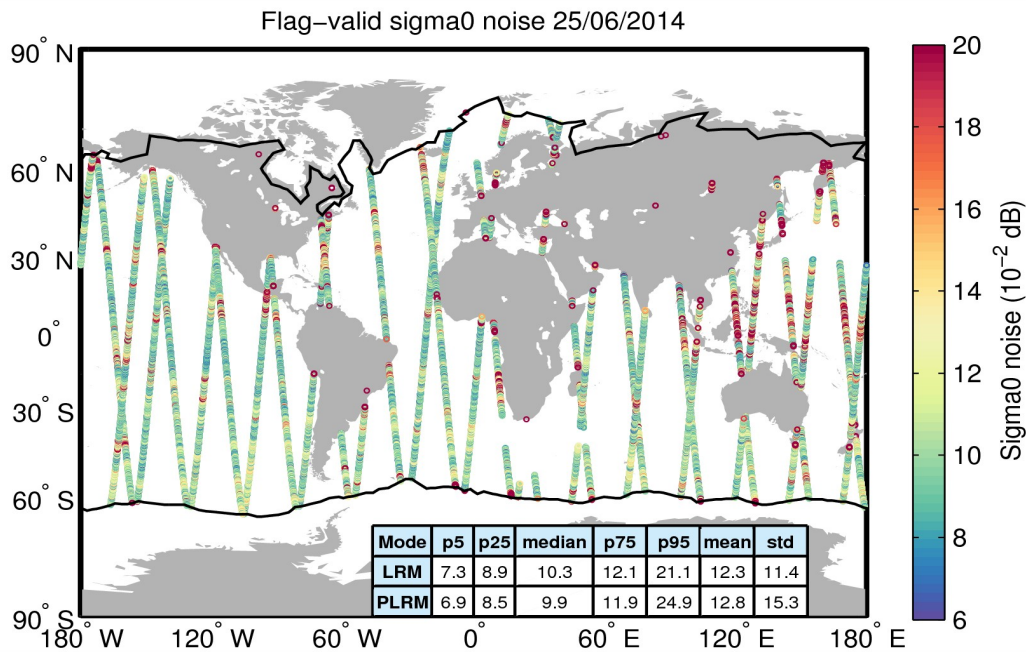 Flag−valid sigma0 noise 25/06/2014
90° N
60° N
30° N
0°
30° S
60° S
90° S
180° W
120° W
60° W
0°
60° E
120° E
180° E
Mode p5 p25 median p75 p95 mean std
LRM 7.3 8.9 10.3 12.1 21.1 12.3 11.4
PLRM 6.9 8.5 9.9 11.9 24.9 12.8 15.3
20
18
16
14
12
10
8
6
Sigma0 noise (10⁻² dB)